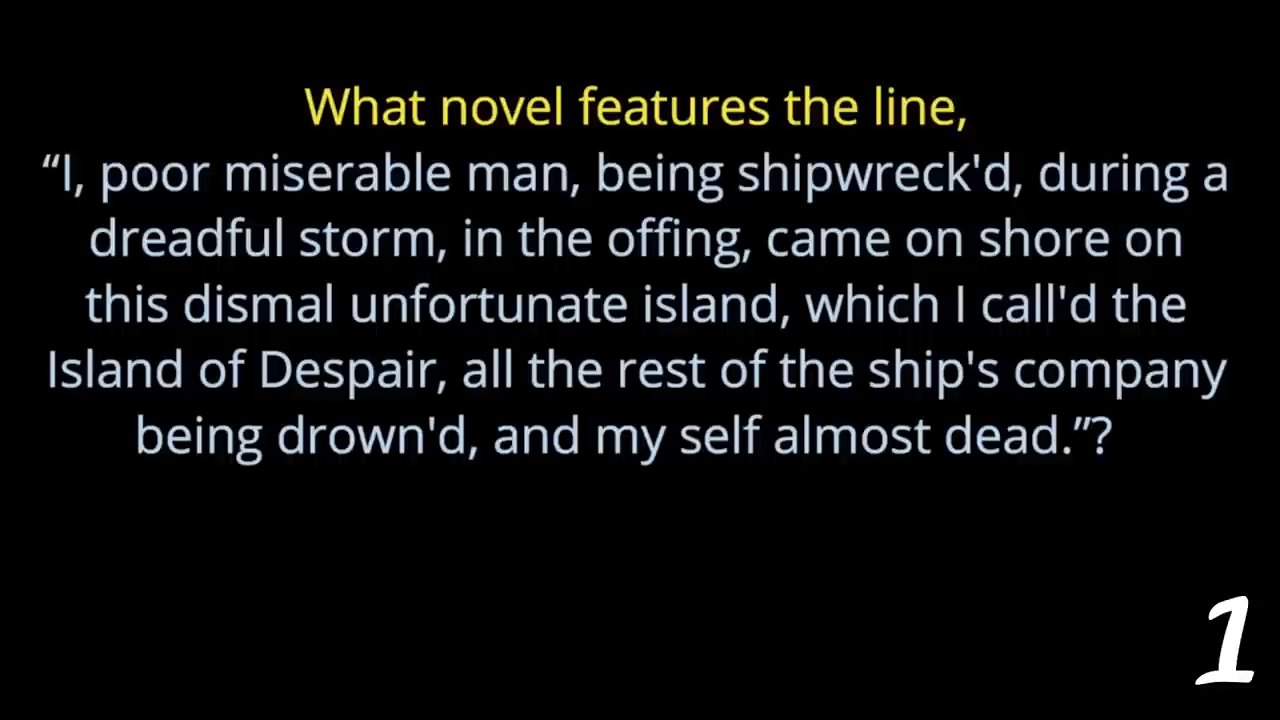 What novel features the line,
“I, poor miserable man, being shipwreck'd, during a
dreadful storm, in the offing, came on shore on
this dismal unfortunate island, which I call'd the
Island of Despair, all the rest of the ship's company
being drown'd, and my self almost dead.”?
1